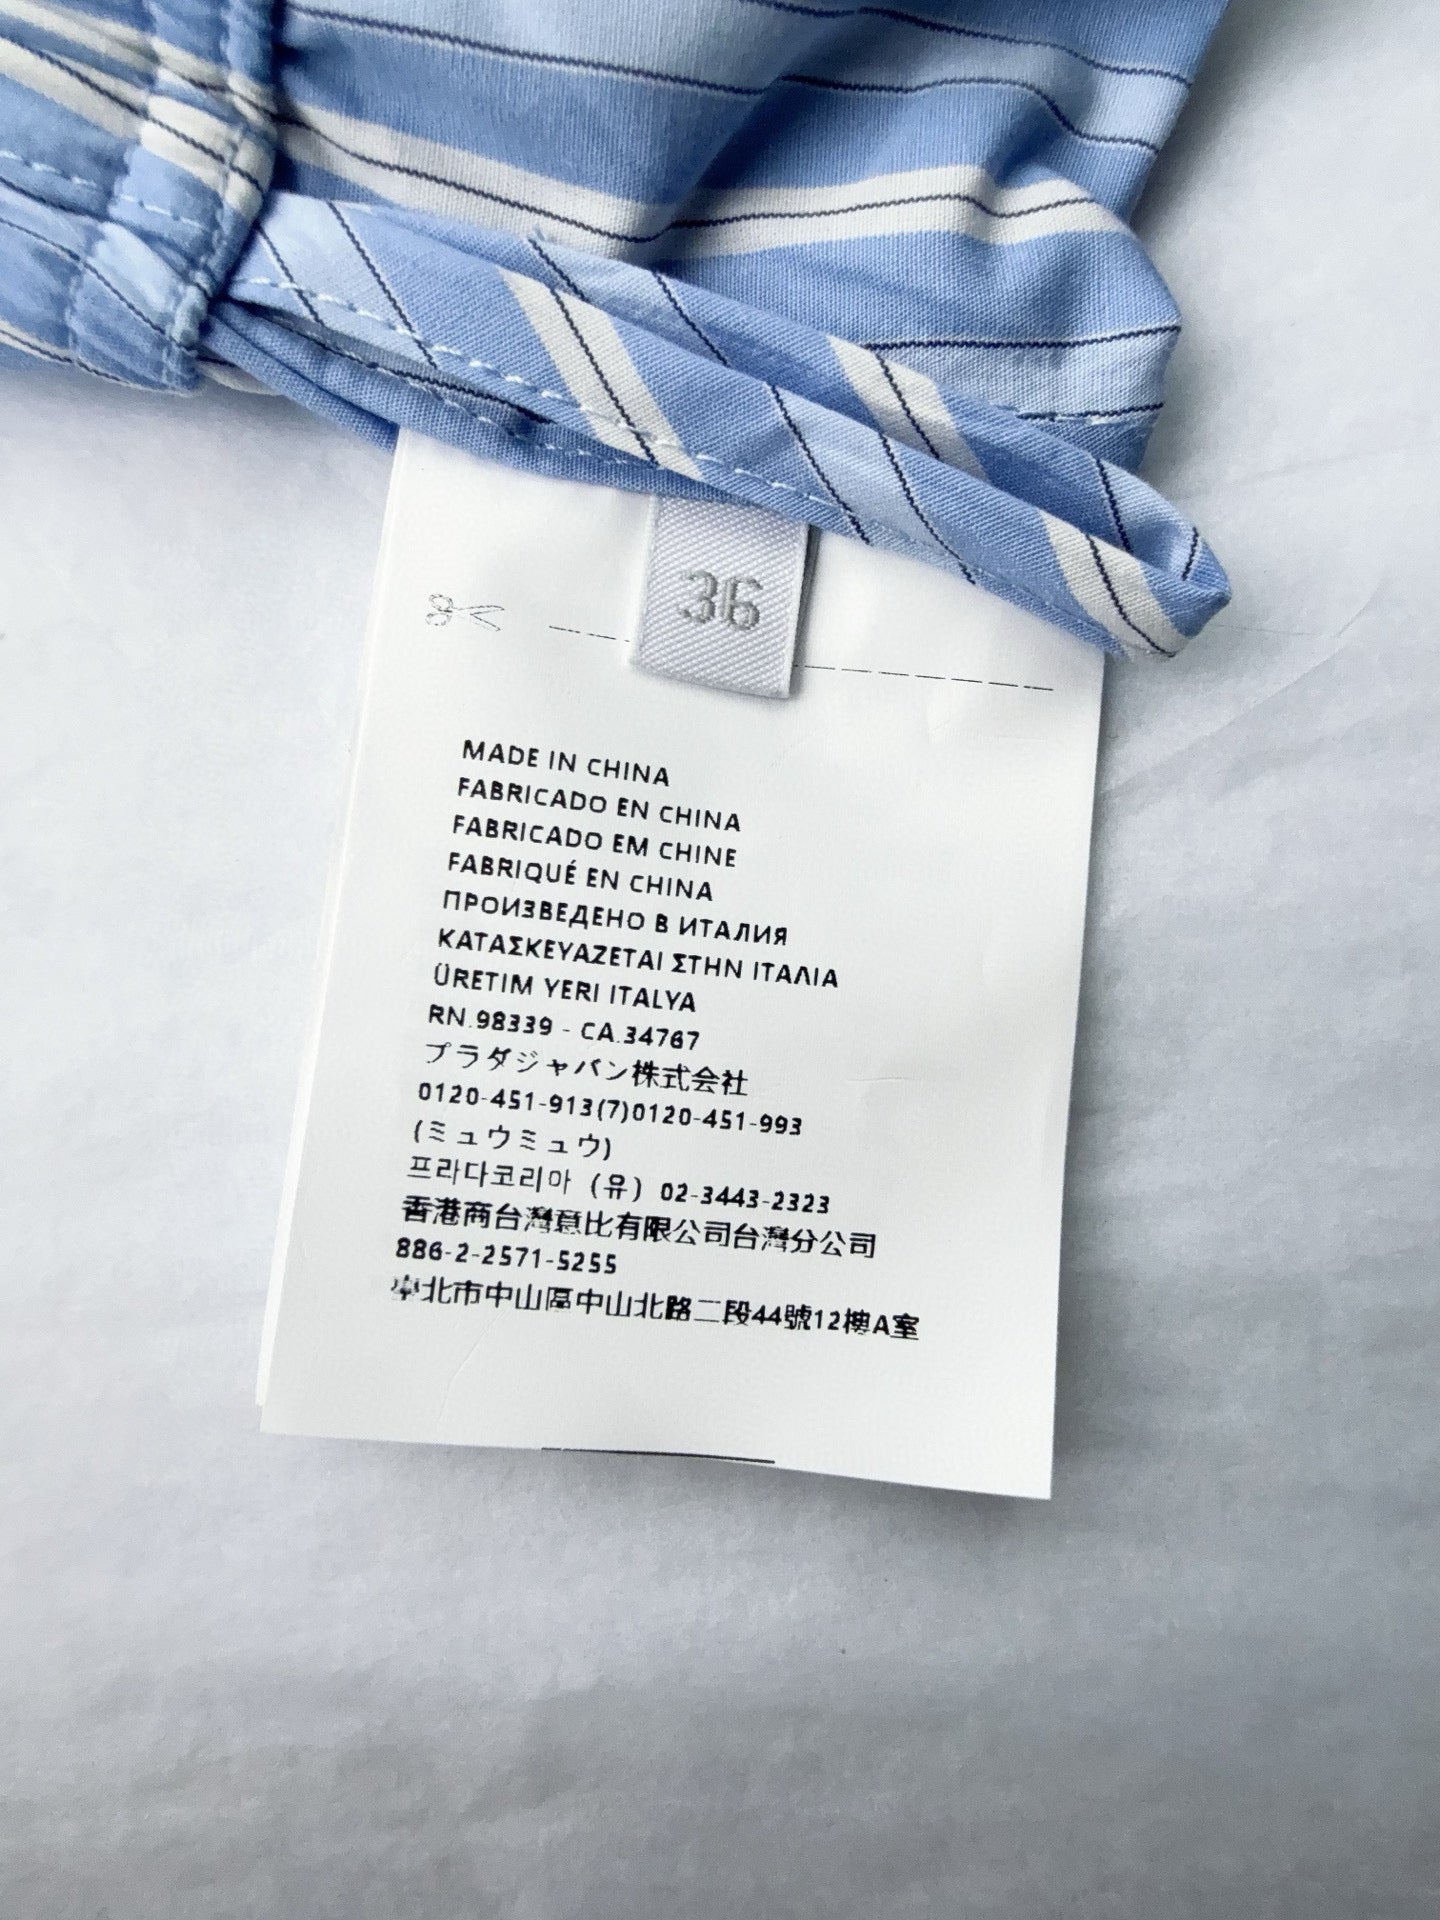 36
MADE IN CHINA
FABRICADO EN CHINA
FABRICADO EM CHINE
FABRIQUÉ EN CHINA
ПРОИЗВЕДЕНО В ИТАЛИЯ
ΚΑΤΑΣΚΕΥΑΖΕΤΑΙ ΣΤΗΝ ΙΤΑΛΙΑ
ÜRETIM YERI ITALYA
RN.98339 - CA.34767
プラダジャパン株式会社
0120-451-913(7)0120-451-993
(ミュウミュウ)
프라다코리아 (유) 02-3443-2323
香港商台灣意比有限公司台灣分公司
886-2-2571-5255
北市中山區中山北路二段44號12樓A室